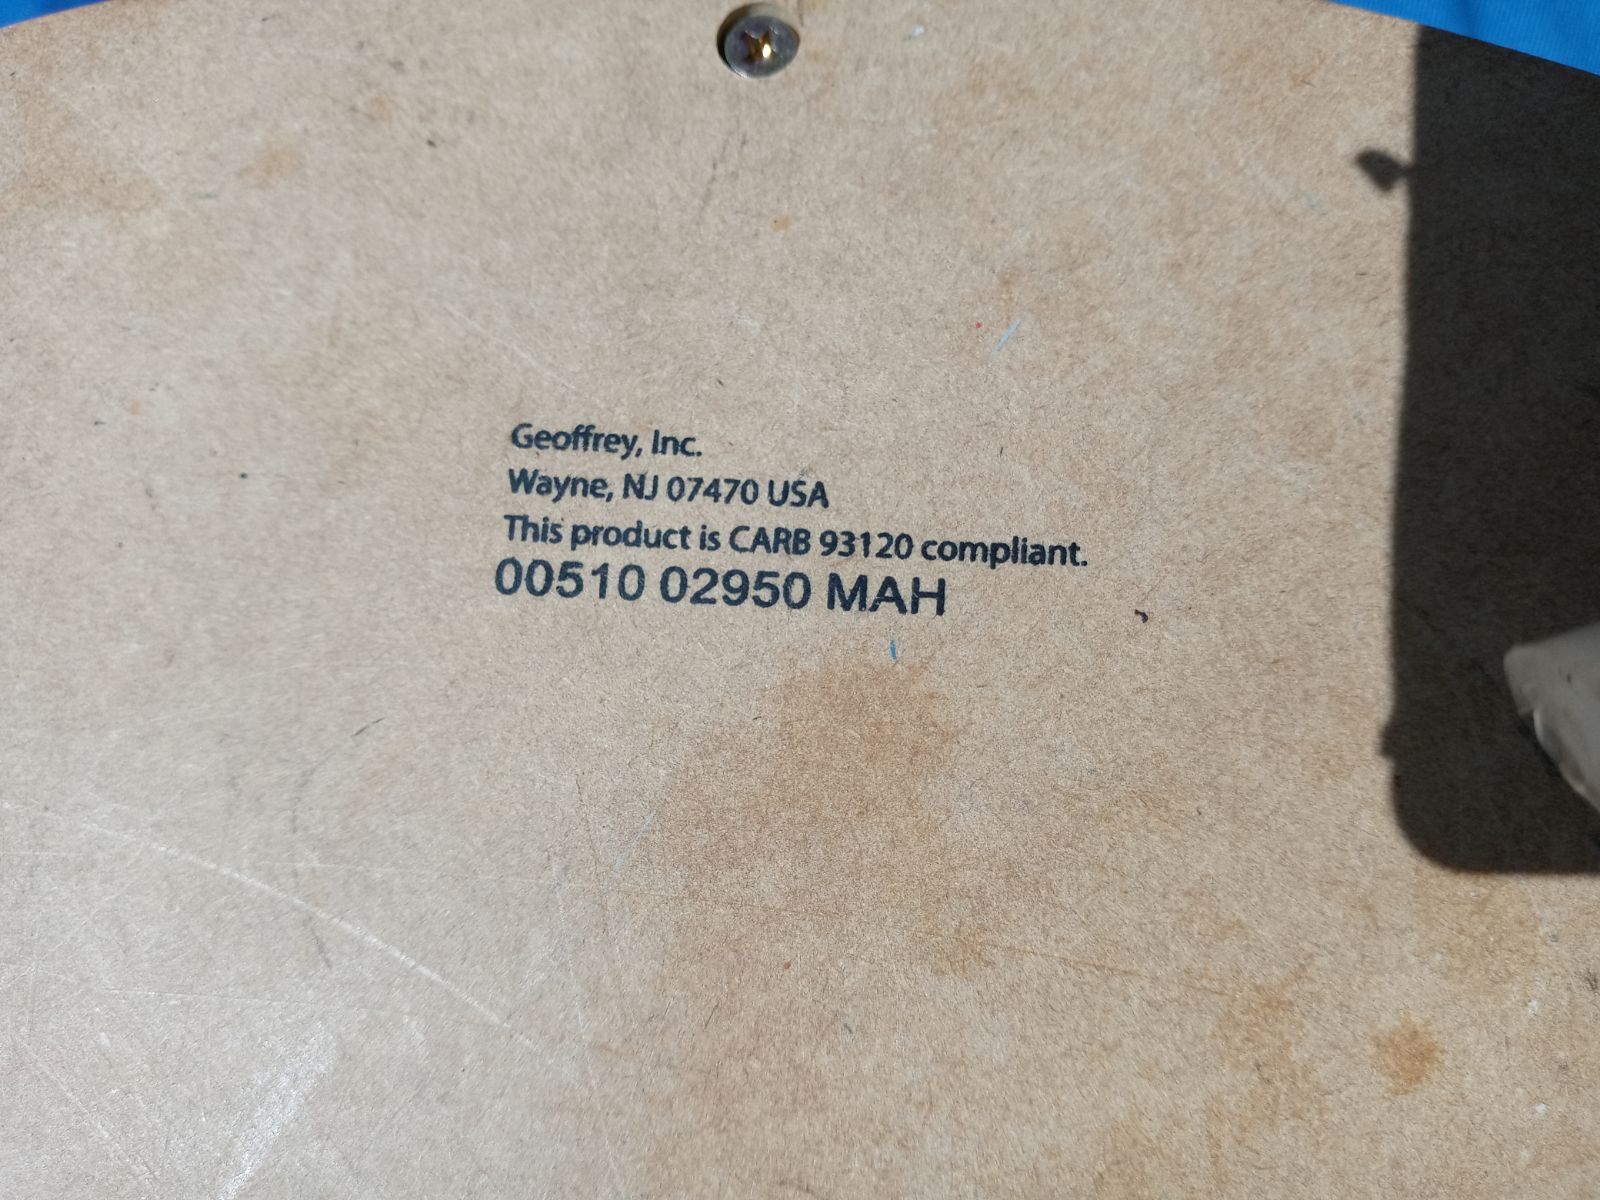 Geoffrey, Inc.
Wayne, NJ 07470 USA
This product is CARB 93120 compliant.
00510 02950 MAH